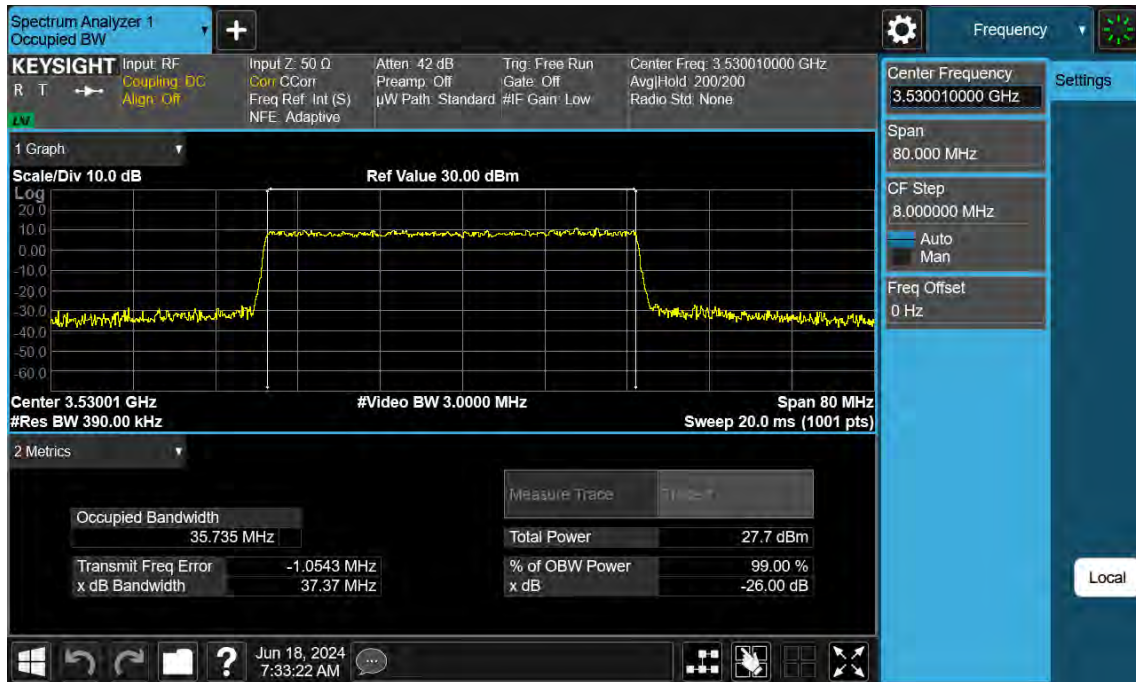 Spectrum Analyzer 1
Occupied BW
Frequency
KEYSIGHT
R T
LXI
Input: RF
Coupling: DC
Align: Off
Input Z: 50 Ω
Corr CCorr
Freq Ref: Int (S)
NFE: Adaptive
Atten: 42 dB
Preamp: Off
µW Path: Standard
Trig: Free Run
Gate: Off
#IF Gain: Low
Center Freq: 3.530010000 GHz
Avg|Hold: 200/200
Radio Std: None
Center Frequency
3.530010000 GHz
Settings
Span
80.000 MHz
CF Step
8.000000 MHz
Auto
Man
Freq Offset
0 Hz
Local
1 Graph
Scale/Div 10.0 dB
Ref Value 30.00 dBm
Log
20.0
10.0
0.00
-10.0
-20.0
-30.0
-40.0
-50.0
-60.0
Center 3.53001 GHz
#Video BW 3.0000 MHz
Span 80 MHz
#Res BW 390.00 kHz
Sweep 20.0 ms (1001 pts)
2 Metrics
Measure Trace
Trace 1
Occupied Bandwidth
35.735 MHz
Total Power
27.7 dBm
Transmit Freq Error
-1.0543 MHz
% of OBW Power
99.00 %
x dB Bandwidth
37.37 MHz
x dB
-26.00 dB
?
Jun 18, 2024
7:33:22 AM